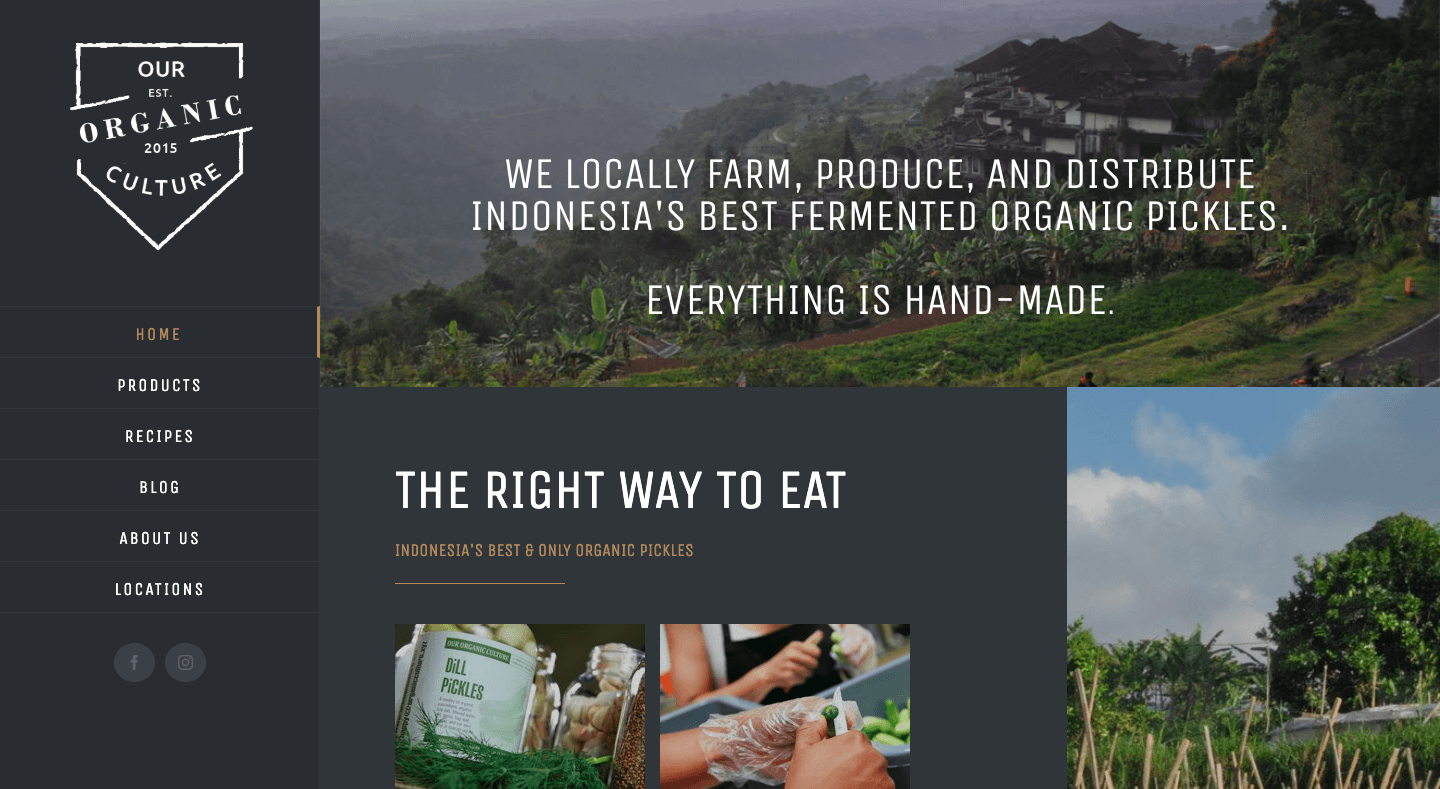 OUR
EST.
ORGANIC
2015
CULTURE
HOME
PRODUCTS
RECIPES
BLOG
ABOUT US
LOCATIONS
WE LOCALLY FARM, PRODUCE, AND DISTRIBUTE
INDONESIA'S BEST FERMENTED ORGANIC PICKLES.
EVERYTHING IS HAND-MADE.
THE RIGHT WAY TO EAT
INDONESIA'S BEST & ONLY ORGANIC PICKLES
OUR ORGANIC CULTURE
DiLL
PiCKLES